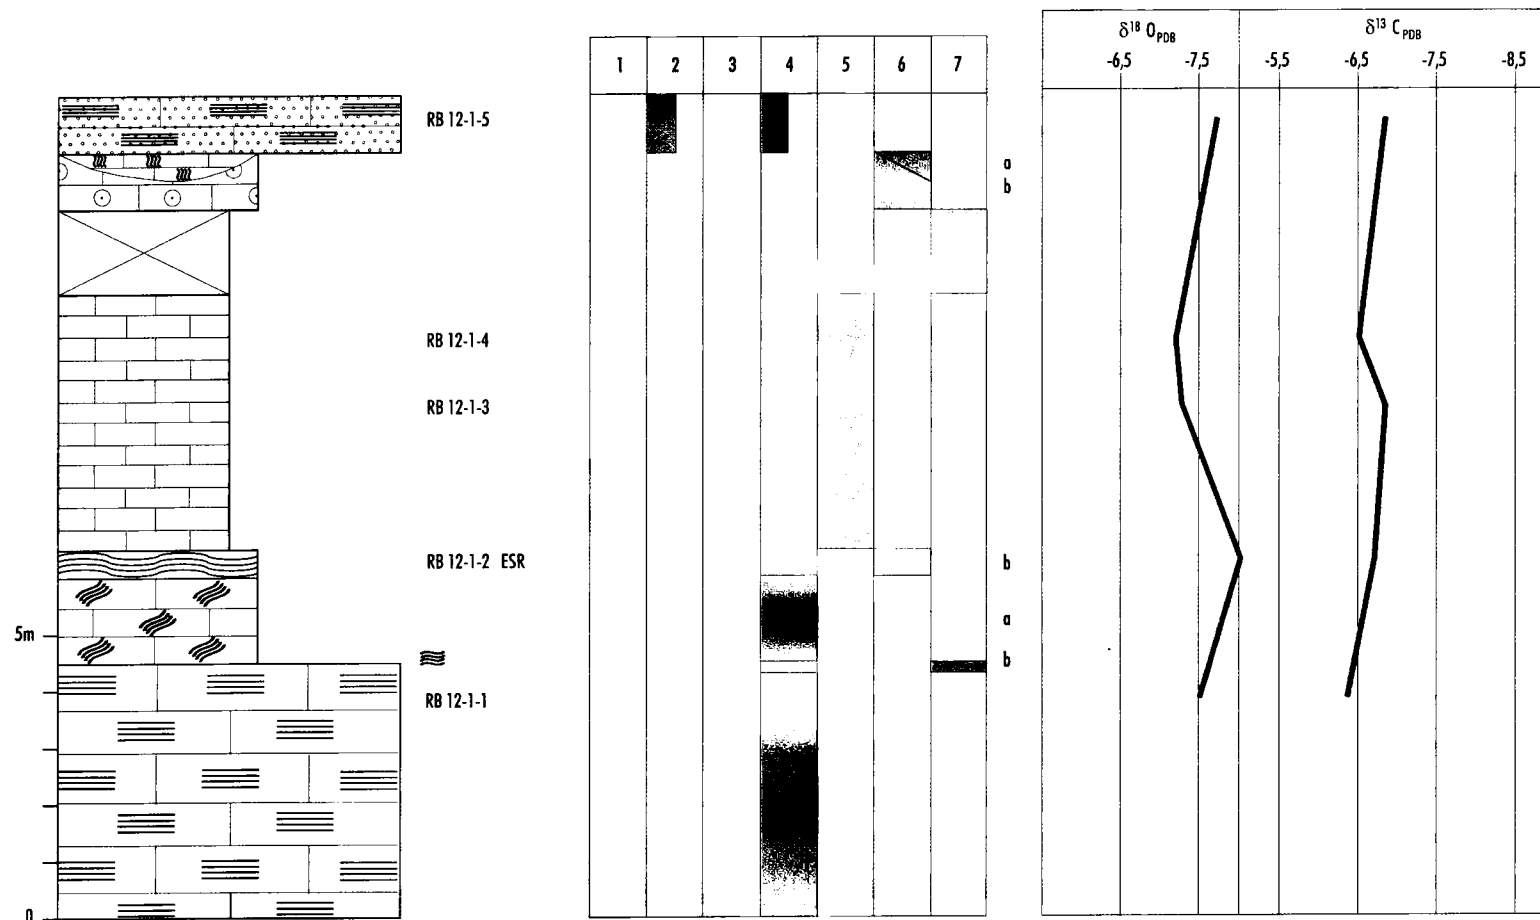 δ18 OPDB δ13 CPDB
1 2 3 4 5 6 7
-6,5 -7,5 -5,5 -6,5 -7,5 -8,5
RB 12-1-5
a
b
RB 12-1-4
RB 12-1-3
RB 12-1-2 ESR b
a
5m
b
RB 12-1-1
0